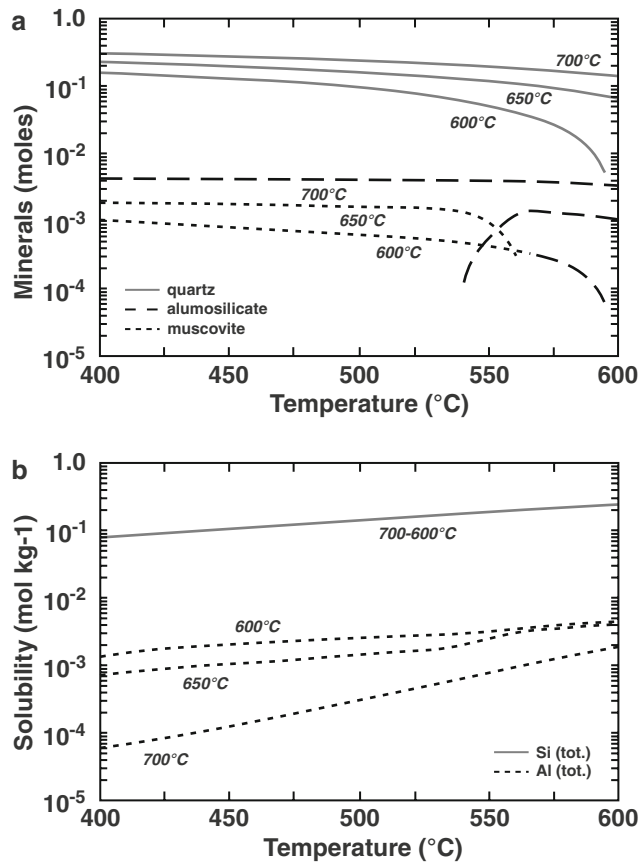 a
1.0
10-1
10-2
10-3
10-4
10-5
Minerals (moles)
700°C
650°C
600°C
700°C
650°C
600°C
quartz
alumosilicate
muscovite
400 450 500 550 600
Temperature (°C)
b
1.0
10-1
10-2
10-3
10-4
10-5
Solubility (mol kg-1)
700-600°C
600°C
650°C
700°C
Si (tot.)
Al (tot.)
400 450 500 550 600
Temperature (°C)